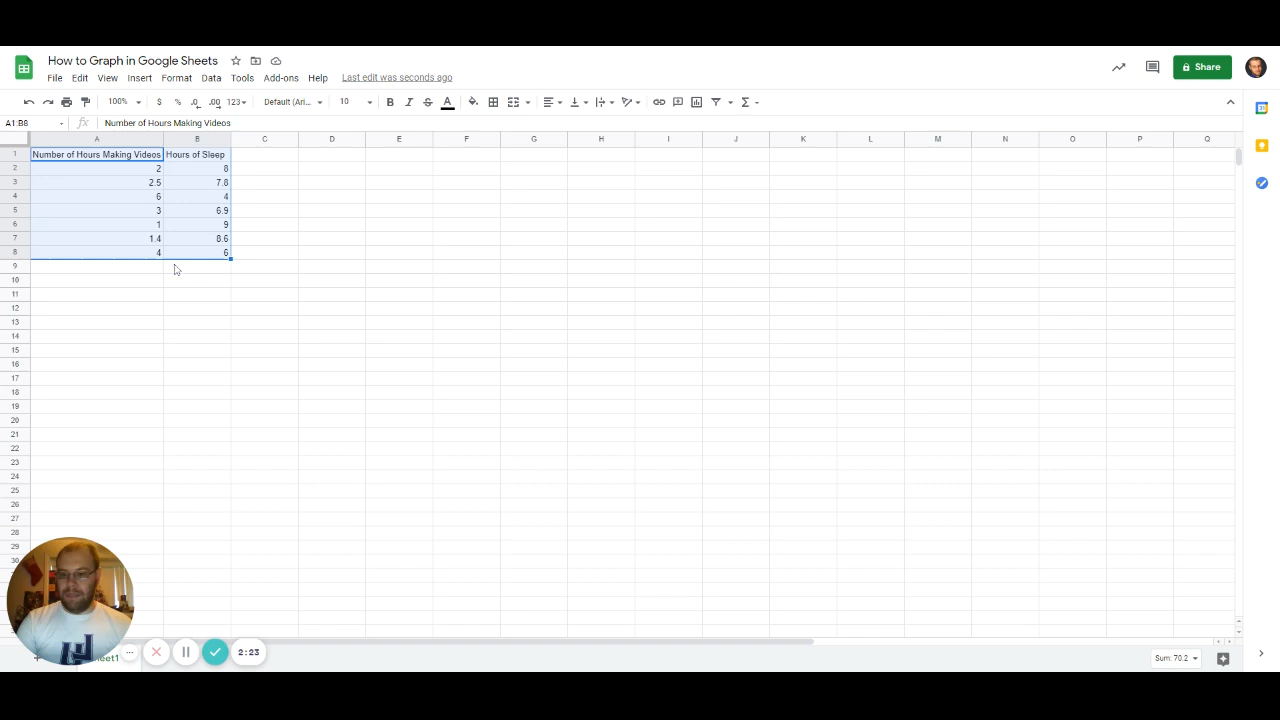 How to Graph in Google Sheets
File Edit View Insert Format Data Tools Add-ons Help Last edit was seconds ago
Share
100% $ % .0 .00 123 Default (Ari... 10 B I S A Σ
A1:B8 fx Number of Hours Making Videos
A B C D E F G H I J K L M N O P Q
1 Number of Hours Making Videos Hours of Sleep
2 2 8
3 2.5 7.8
4 6 4
5 3 6.9
6 1 9
7 1.4 8.6
8 4 6
9
10
11
12
13
14
15
16
17
18
19
20
21
22
23
24
25
26
27
28
29
30
2:23
Sum: 70.2